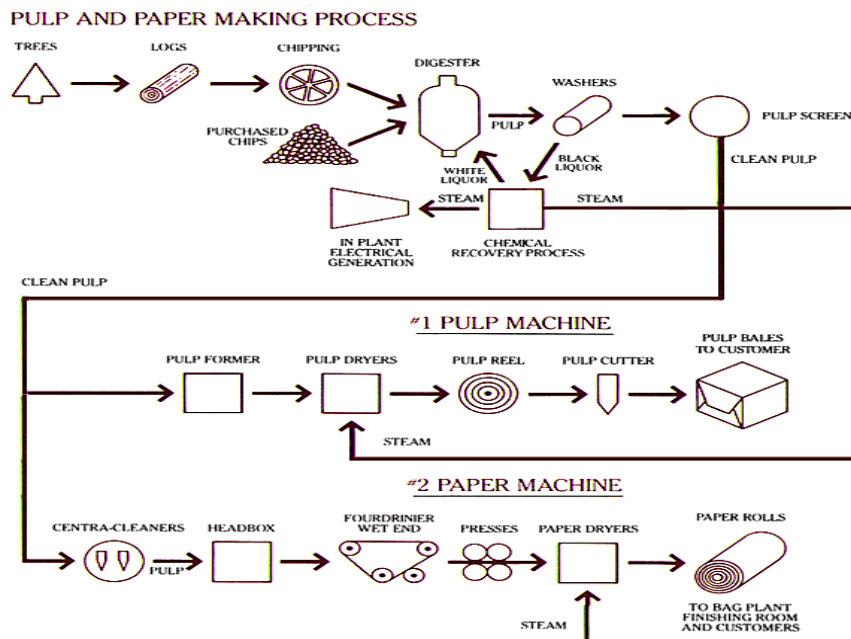 PULP AND PAPER MAKING PROCESS
TREES
LOGS
CHIPPING
DIGESTER
WASHERS
PURCHASED
CHIPS
PULP
PULP SCREEN
WHITE
LIQUOR
BLACK
LIQUOR
CLEAN PULP
STEAM
STEAM
IN PLANT
ELECTRICAL
GENERATION
CHEMICAL
RECOVERY PROCESS
CLEAN PULP
#1 PULP MACHINE
PULP FORMER
PULP DRYERS
PULP REEL
PULP CUTTER
PULP BALES
TO CUSTOMER
STEAM
#2 PAPER MACHINE
CENTRA-CLEANERS
HEADBOX
FOURDRINIER
WET END
PRESSES
PAPER DRYERS
PAPER ROLLS
PULP
STEAM
TO BAG PLANT
FINISHING ROOM
AND CUSTOMERS